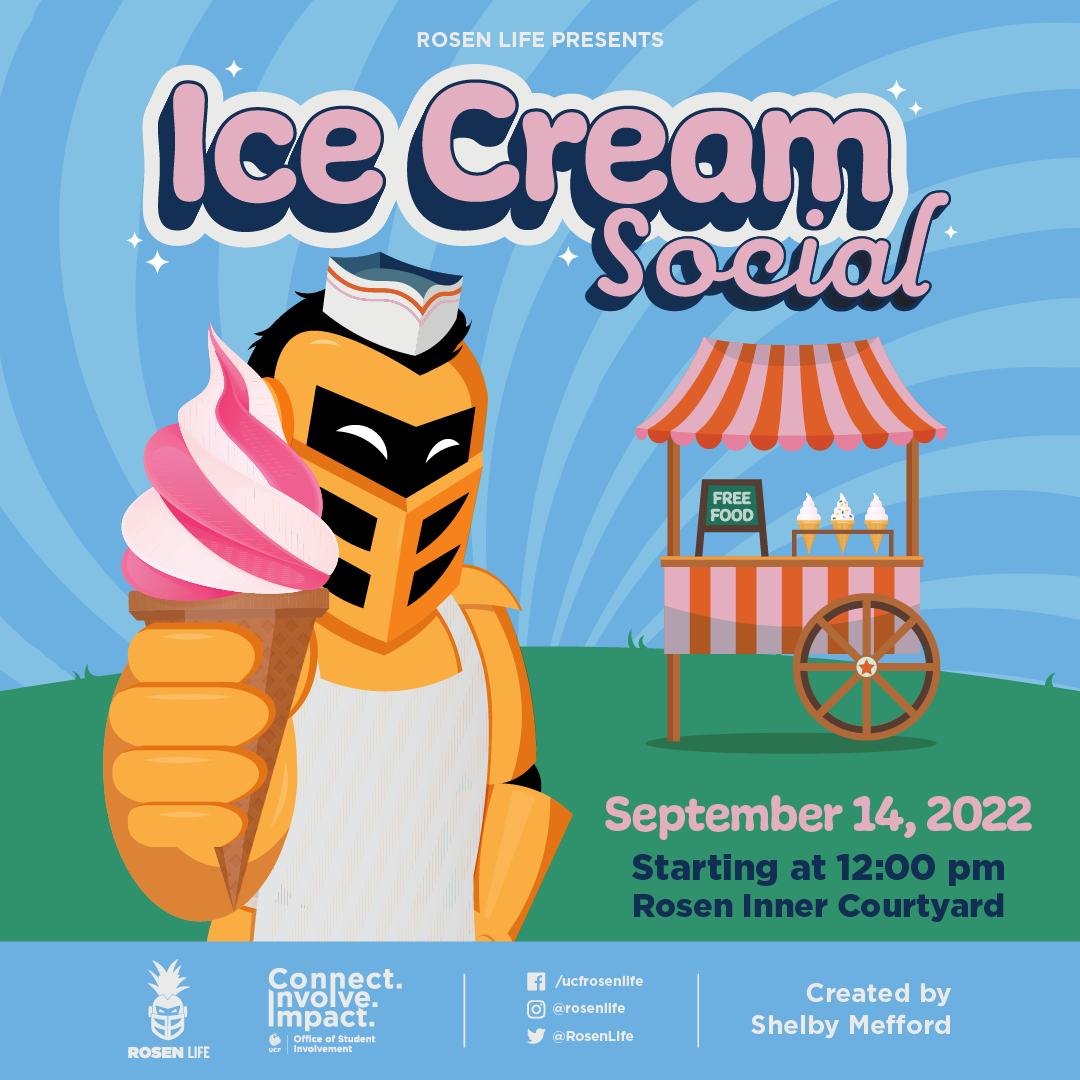 ROSEN LIFE PRESENTS
Ice Cream
Social
FREE
FOOD
September 14, 2022
Starting at 12:00 pm
Rosen Inner Courtyard
ROSEN LIFE
Connect.
Involve.
Impact.
UCF
Office of Student
Involvement
/ucfrosenlife
@rosenlife
@RosenLife
Created by
Shelby Mefford